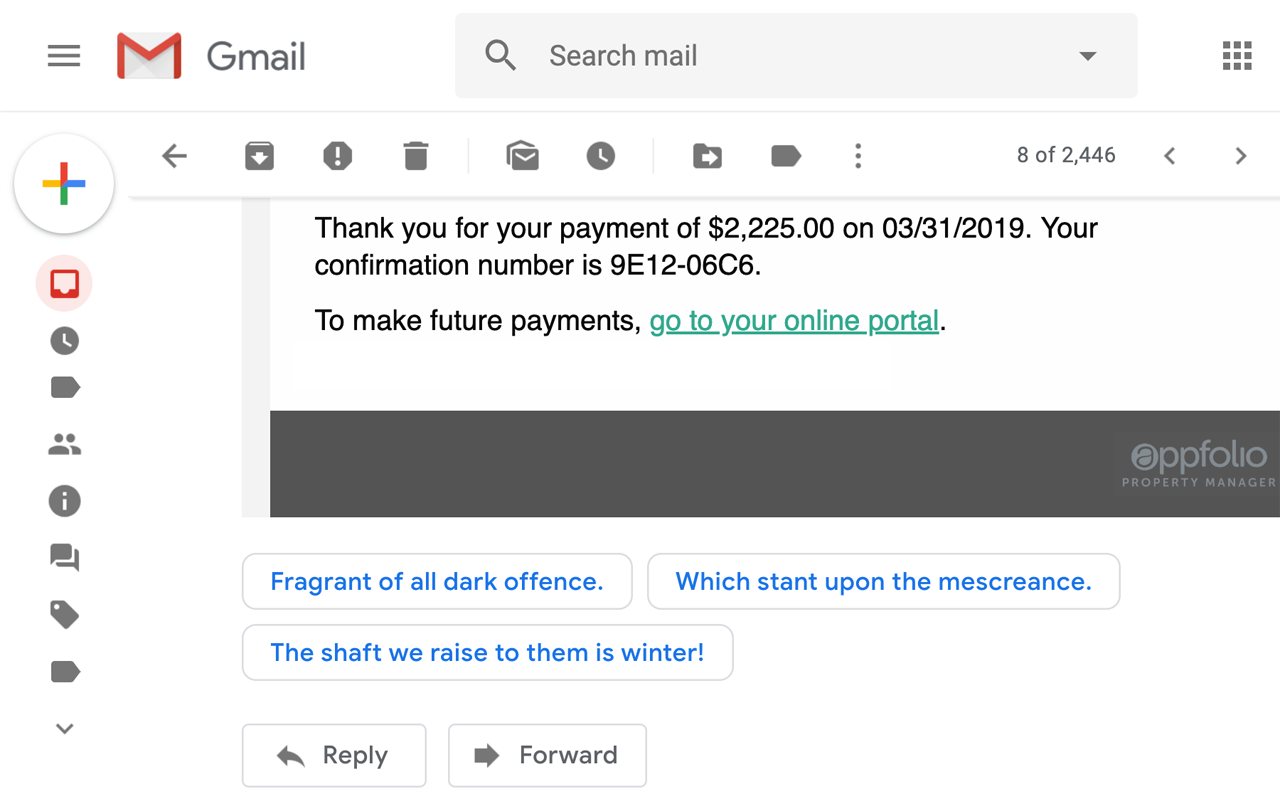 Gmail
Search mail
8 of 2,446
Thank you for your payment of $2,225.00 on 03/31/2019. Your
confirmation number is 9E12-06C6.
To make future payments, go to your online portal.
appfolio
PROPERTY MANAGER
Fragrant of all dark offence.
Which stant upon the mescreance.
The shaft we raise to them is winter!
Reply
Forward